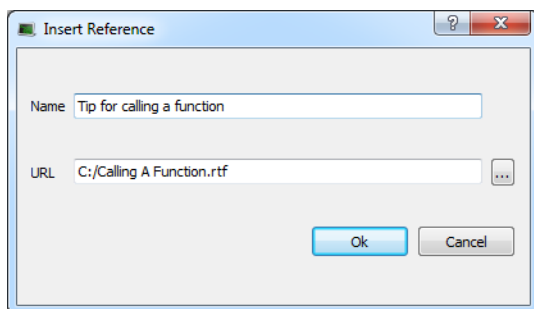 Insert Reference
Name Tip for calling a function
URL C:/Calling A Function.rtf ...
Ok Cancel